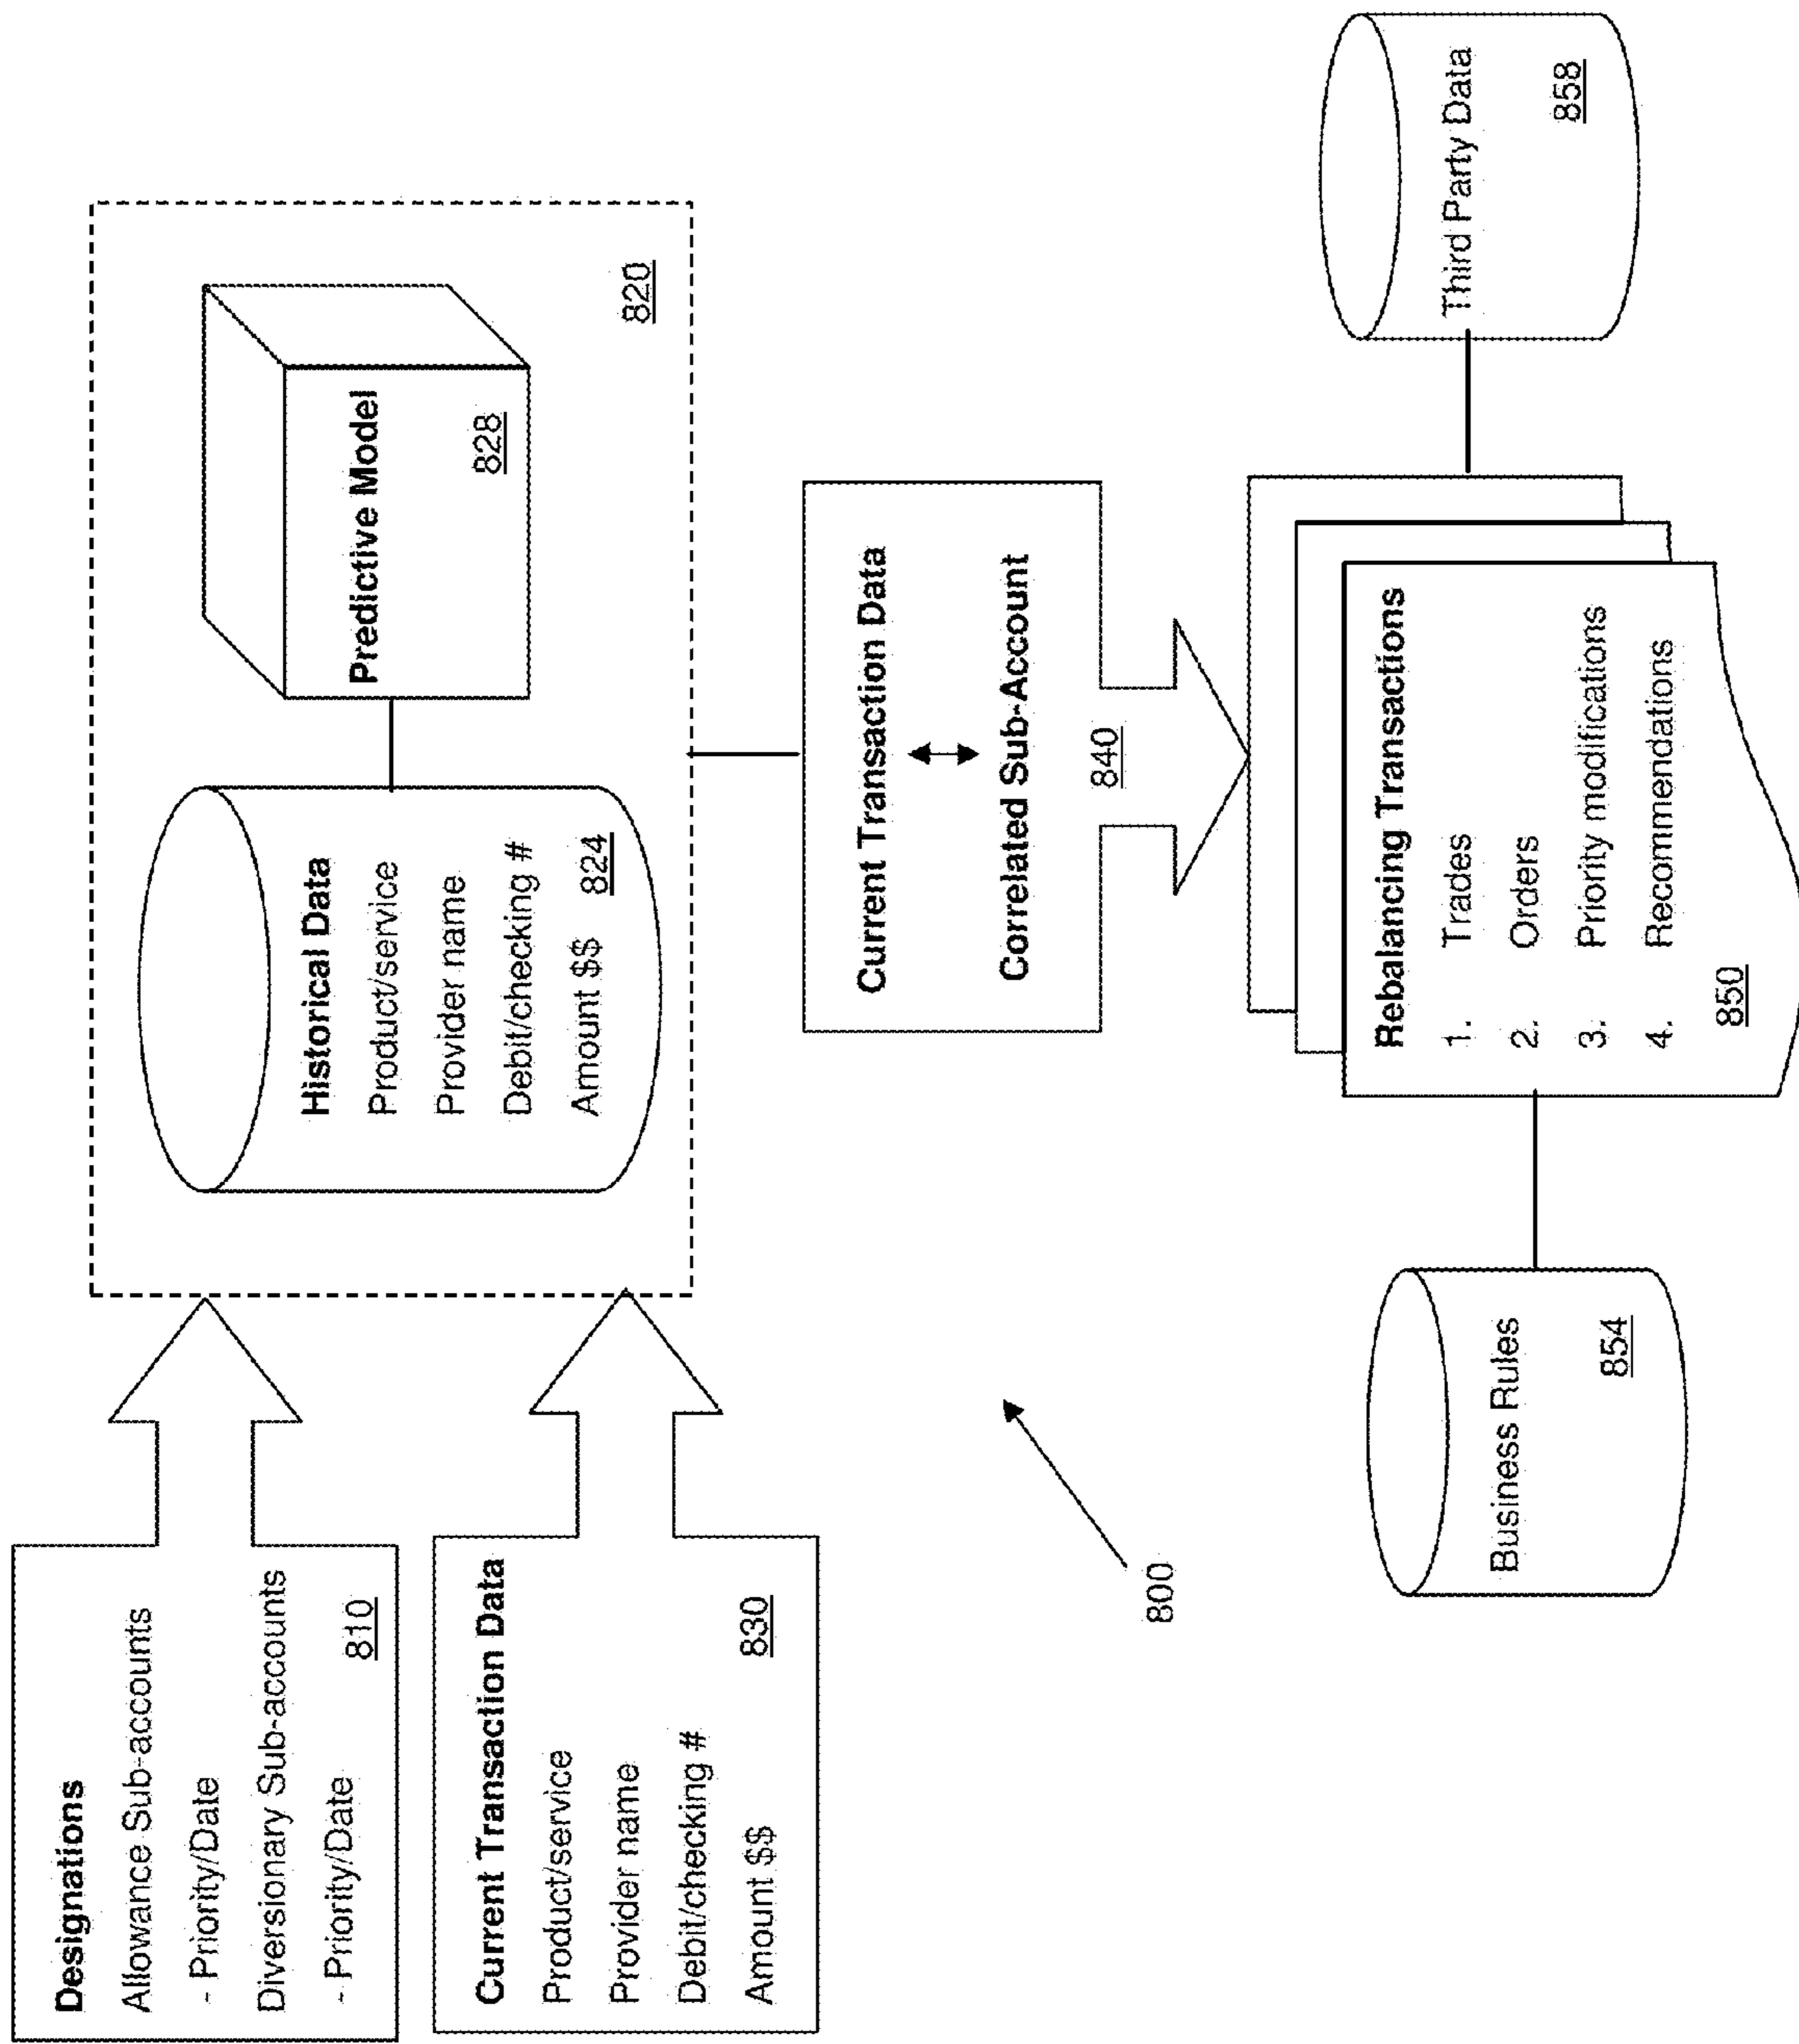 Designations
Allowance Sub-accounts
- Priority/Date
Diversionary Sub-accounts
- Priority/Date
810
Current Transaction Data
Product/service
Provider name
Debit/checking #
Amount $$
830
Historical Data
Product/service
Provider name
Debit/checking #
Amount $$
824
Predictive Model
828
820
Current Transaction Data
Correlated Sub-Account
840
800
Business Rules
854
Rebalancing Transactions
1. Trades
2. Orders
3. Priority modifications
4. Recommendations
850
Third Party Data
858